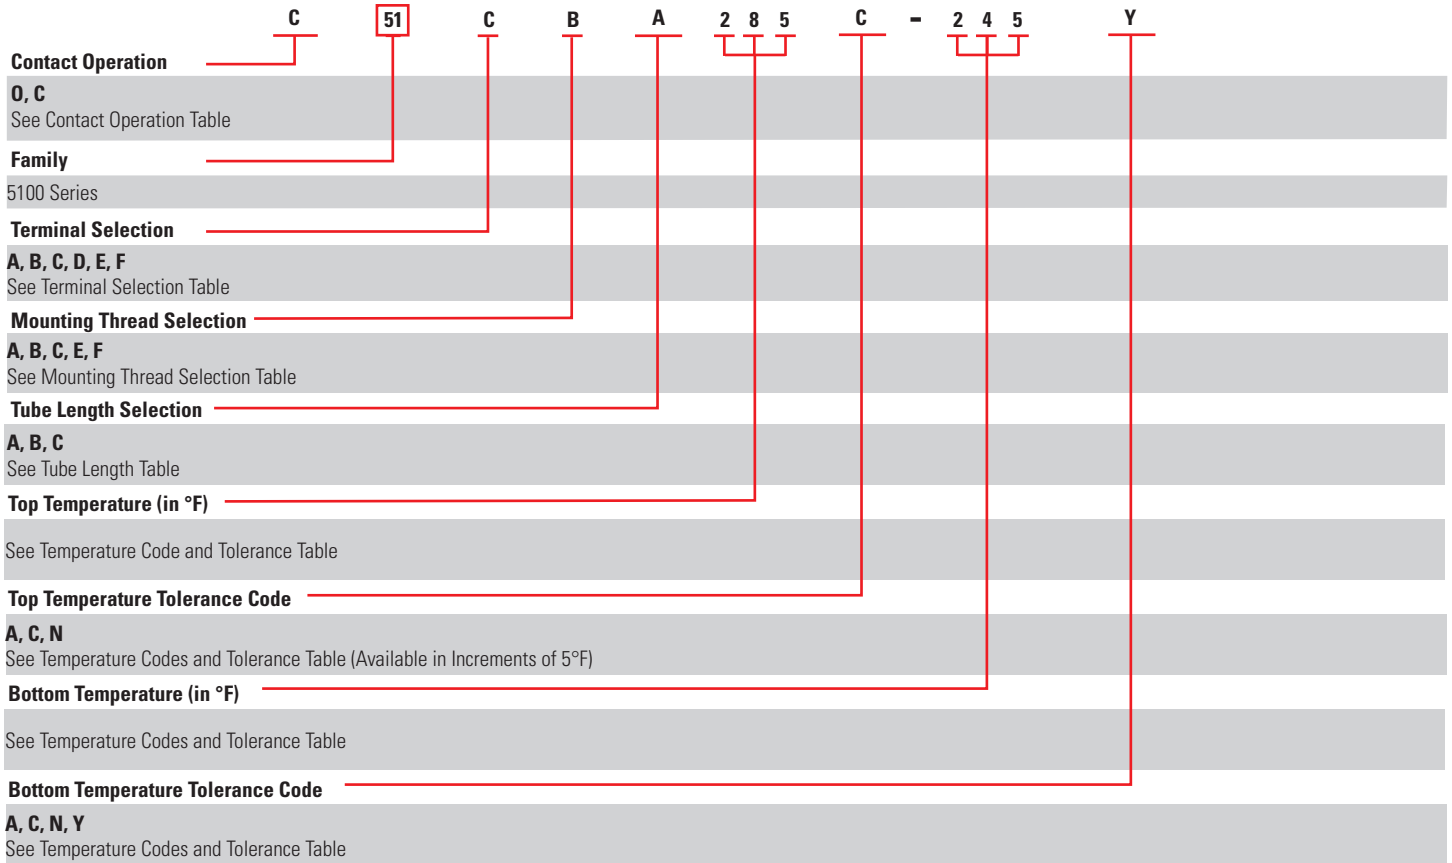 C 51 C B A 2 8 5 C - 2 4 5 Y
Contact Operation
O, C
See Contact Operation Table
Family
5100 Series
Terminal Selection
A, B, C, D, E, F
See Terminal Selection Table
Mounting Thread Selection
A, B, C, E, F
See Mounting Thread Selection Table
Tube Length Selection
A, B, C
See Tube Length Table
Top Temperature (in °F)
See Temperature Code and Tolerance Table
Top Temperature Tolerance Code
A, C, N
See Temperature Codes and Tolerance Table (Available in Increments of 5°F)
Bottom Temperature (in °F)
See Temperature Codes and Tolerance Table
Bottom Temperature Tolerance Code
A, C, N, Y
See Temperature Codes and Tolerance Table